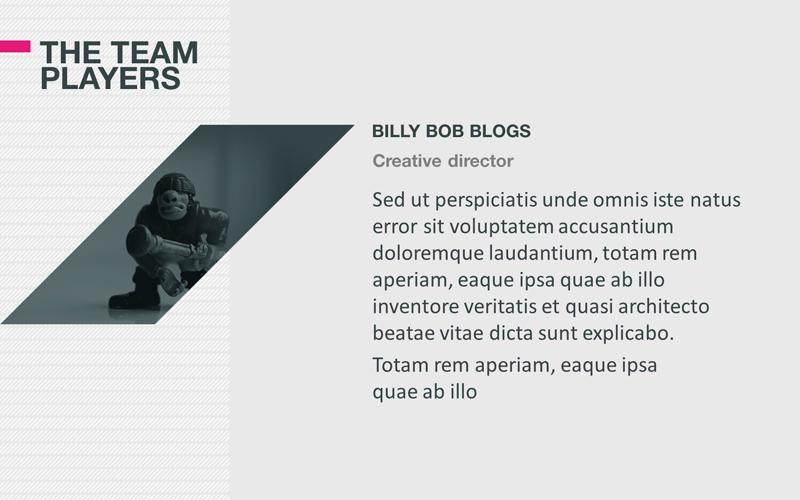 THE TEAM
PLAYERS
BILLY BOB BLOGS
Creative director
Sed ut perspiciatis unde omnis iste natus
error sit voluptatem accusantium
doloremque laudantium, totam rem
aperiam, eaque ipsa quae ab illo
inventore veritatis et quasi architecto
beatae vitae dicta sunt explicabo.
Totam rem aperiam, eaque ipsa
quae ab illo